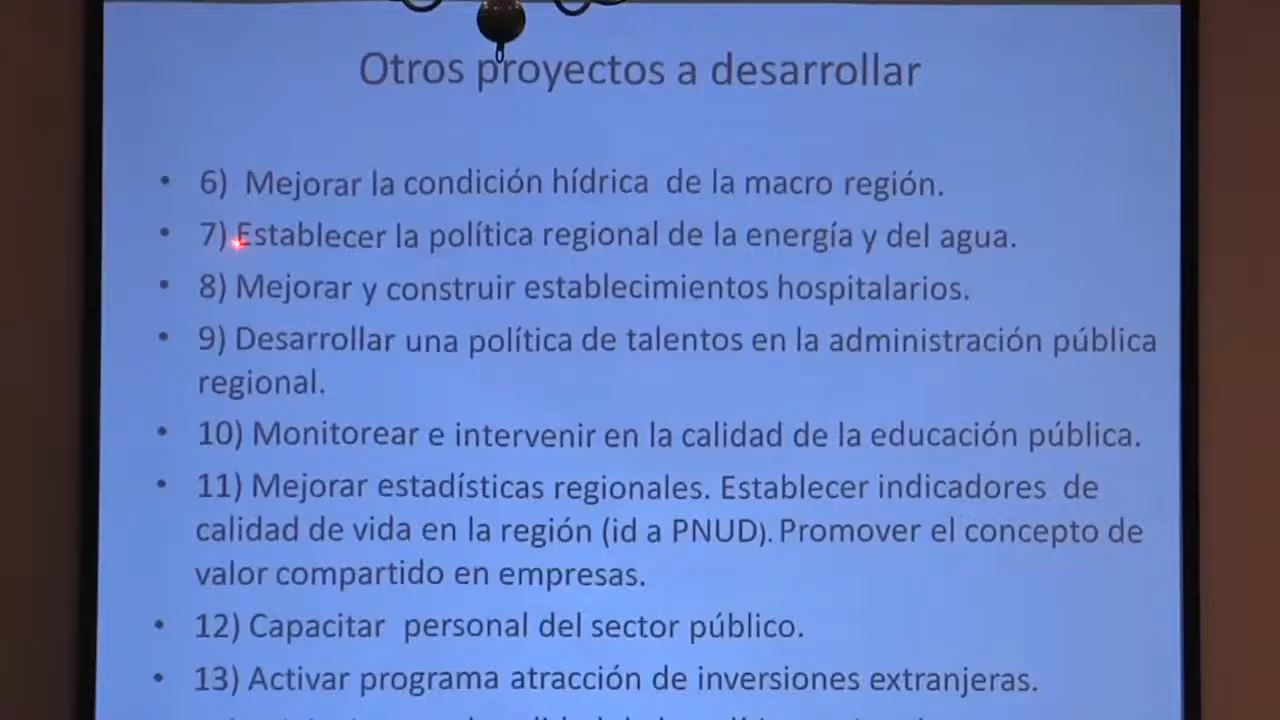 Otros proyectos a desarrollar
• 6) Mejorar la condición hídrica de la macro región.
• 7) Establecer la política regional de la energía y del agua.
• 8) Mejorar y construir establecimientos hospitalarios.
• 9) Desarrollar una política de talentos en la administración pública
regional.
• 10) Monitorear e intervenir en la calidad de la educación pública.
• 11) Mejorar estadísticas regionales. Establecer indicadores de
calidad de vida en la región (id a PNUD). Promover el concepto de
valor compartido en empresas.
• 12) Capacitar personal del sector público.
• 13) Activar programa atracción de inversiones extranjeras.